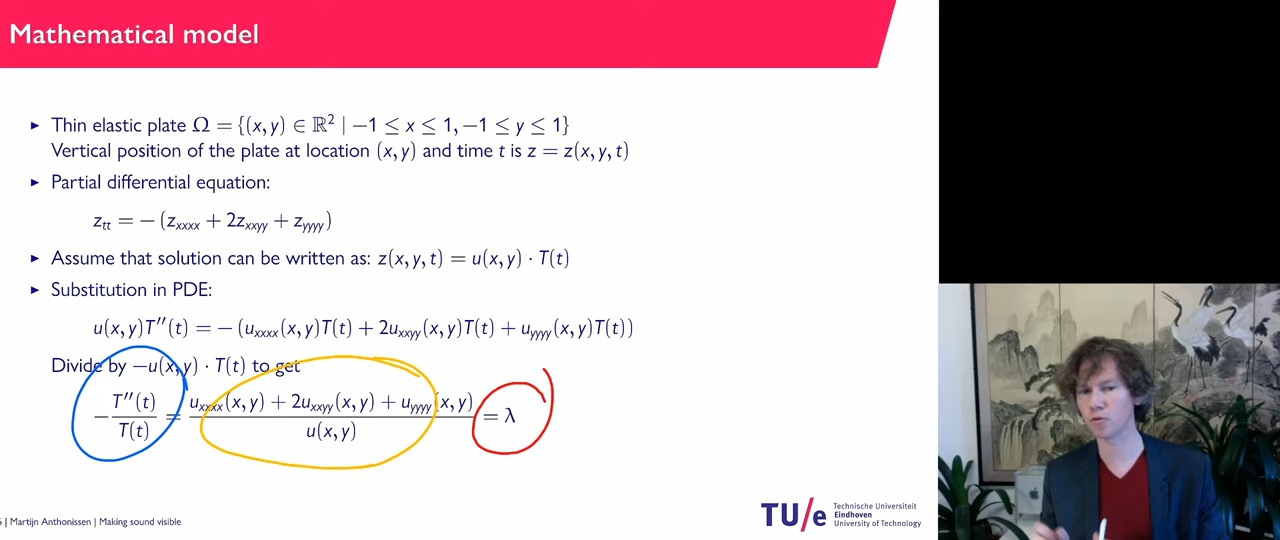 Mathematical model
▸ Thin elastic plate Ω = {(x, y) ∈ ℝ² | −1 ≤ x ≤ 1, −1 ≤ y ≤ 1}
Vertical position of the plate at location (x, y) and time t is z = z(x, y, t)
▸ Partial differential equation:
z_tt = − (z_xxxx + 2z_xxyy + z_yyyy)
▸ Assume that solution can be written as: z(x, y, t) = u(x, y) · T(t)
▸ Substitution in PDE:
u(x, y)T′′(t) = − (u_xxxx(x, y)T(t) + 2u_xxyy(x, y)T(t) + u_yyyy(x, y)T(t))
Divide by −u(x, y) · T(t) to get
−T′′(t)/T(t) = (u_xxxx(x, y) + 2u_xxyy(x, y) + u_yyyy(x, y))/u(x, y) = λ
| Martijn Anthonissen | Making sound visible
TU/e
Technische Universiteit
Eindhoven
University of Technology